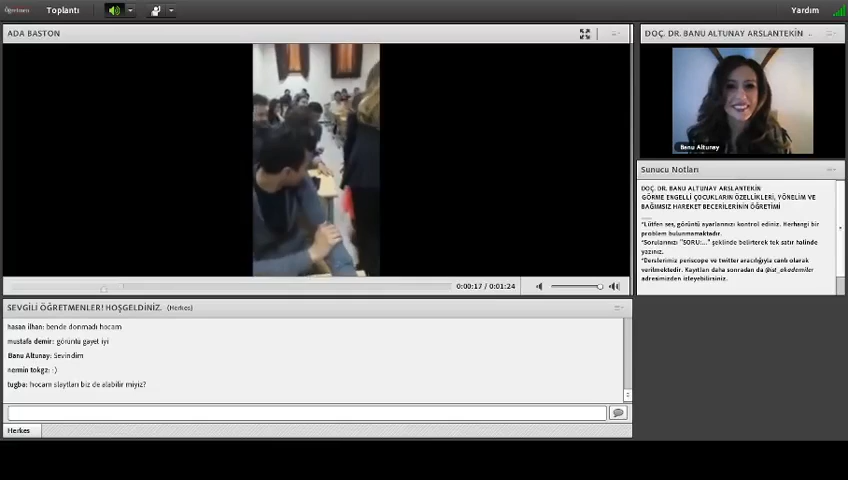 öğretmen Toplantı Yardım
ADA BASTON
0:00:17 / 0:01:24
DOÇ. DR. BANU ALTUNAY ARSLANTEKİN ..
Banu Altunay
Sunucu Notları
DOÇ. DR. BANU ALTUNAY ARSLANTEKİN
GÖRME ENGELLİ ÇOCUKLARIN ÖZELLİKLERİ, YÖNELİM VE
BAĞIMSIZ HAREKET BECERİLERİNİN ÖĞRETİMİ
___
*Lütfen ses, görüntü ayarlarınızı kontrol ediniz. Herhangi bir
problem bulunmamaktadır.
*Sorularınızı "SORU:..." şeklinde belirterek tek satır halinde
yazınız.
*Derslerimiz periscope ve twitter aracılığıyla canlı olarak
verilmektedir. Kayıtları daha sonradan da @ist_akademiler
adresimizden izleyebilirsiniz.
SEVGİLİ ÖĞRETMENLER! HOŞGELDİNİZ. (Herkes)
hasan ilhan: bende donmadı hocam
mustafa demir: görüntü gayet iyi
Banu Altunay: Sevindim
nermin tokgz: :)
tugba: hocam slaytları biz de alabilir miyiz?
Herkes